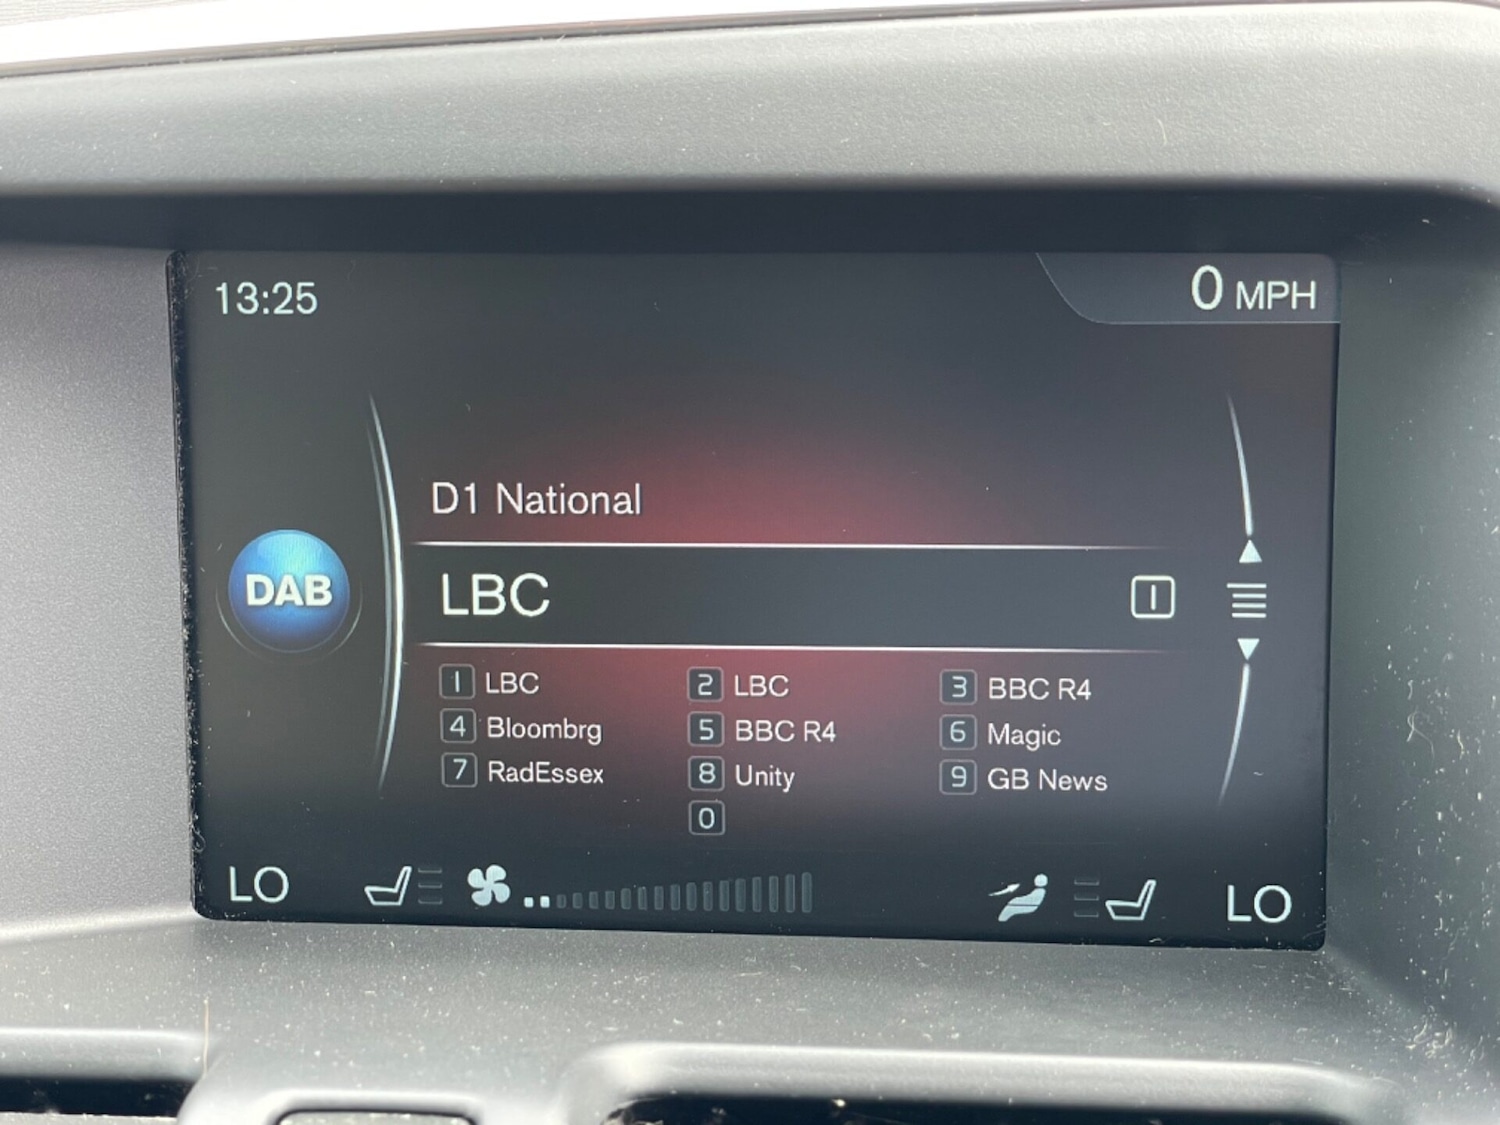 13:25
0 MPH
D1 National
DAB
LBC 1
1 LBC 2 LBC 3 BBC R4
4 Bloombrg 5 BBC R4 6 Magic
7 RadEssex 8 Unity 9 GB News
0
LO LO